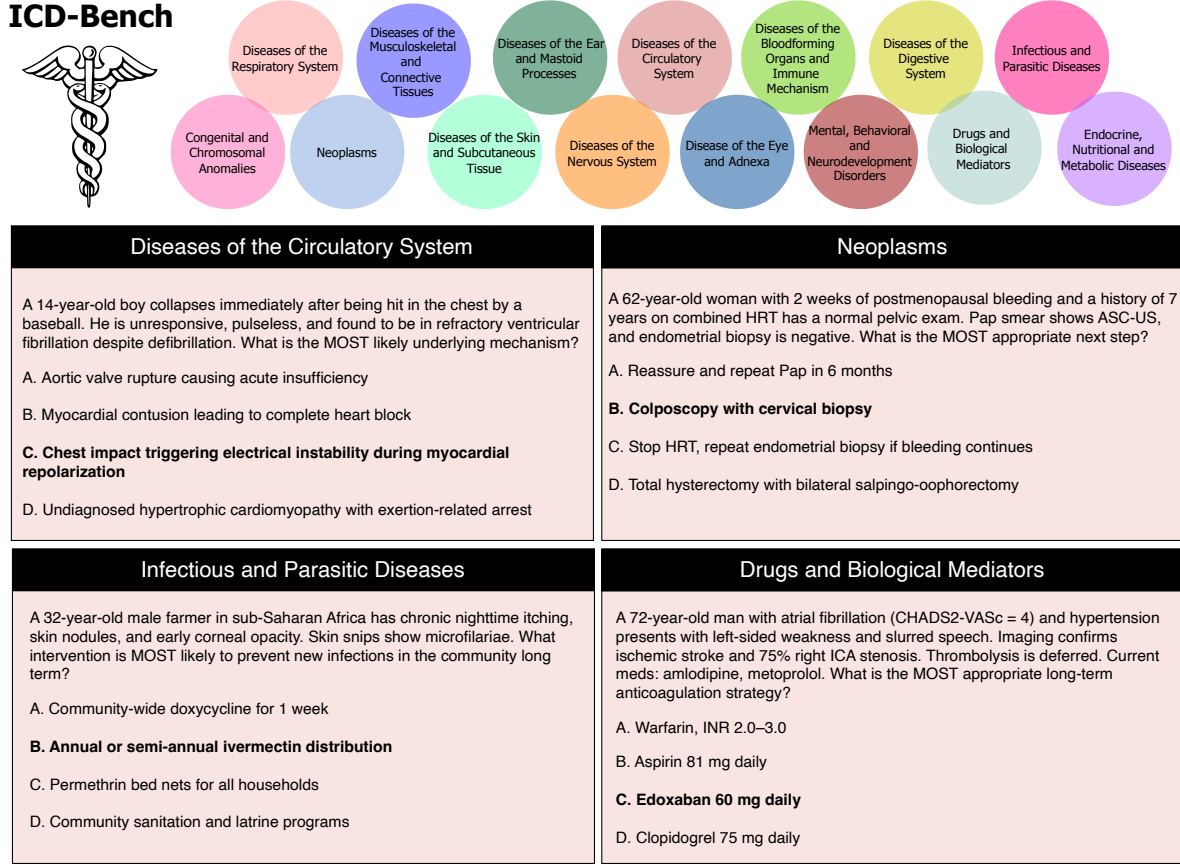 ICD-Bench
Diseases of the
Respiratory System
Diseases of the
Musculoskeletal
and
Connective
Tissues
Diseases of the Ear
and Mastoid
Processes
Diseases of the
Circulatory
System
Diseases of the
Bloodforming
Organs and
Immune
Mechanism
Diseases of the
Digestive
System
Infectious and
Parasitic Diseases
Congenital and
Chromosomal
Anomalies
Neoplasms
Diseases of the Skin
and Subcutaneous
Tissue
Diseases of the
Nervous System
Disease of the Eye
and Adnexa
Mental, Behavioral
and
Neurodevelopment
Disorders
Drugs and
Biological
Mediators
Endocrine,
Nutritional and
Metabolic Diseases
Diseases of the Circulatory System
A 14-year-old boy collapses immediately after being hit in the chest by a
baseball. He is unresponsive, pulseless, and found to be in refractory ventricular
fibrillation despite defibrillation. What is the MOST likely underlying mechanism?
A. Aortic valve rupture causing acute insufficiency
B. Myocardial contusion leading to complete heart block
C. Chest impact triggering electrical instability during myocardial
repolarization
D. Undiagnosed hypertrophic cardiomyopathy with exertion-related arrest
Neoplasms
A 62-year-old woman with 2 weeks of postmenopausal bleeding and a history of 7
years on combined HRT has a normal pelvic exam. Pap smear shows ASC-US,
and endometrial biopsy is negative. What is the MOST appropriate next step?
A. Reassure and repeat Pap in 6 months
B. Colposcopy with cervical biopsy
C. Stop HRT, repeat endometrial biopsy if bleeding continues
D. Total hysterectomy with bilateral salpingo-oophorectomy
Infectious and Parasitic Diseases
A 32-year-old male farmer in sub-Saharan Africa has chronic nighttime itching,
skin nodules, and early corneal opacity. Skin snips show microfilariae. What
intervention is MOST likely to prevent new infections in the community long
term?
A. Community-wide doxycycline for 1 week
B. Annual or semi-annual ivermectin distribution
C. Permethrin bed nets for all households
D. Community sanitation and latrine programs
Drugs and Biological Mediators
A 72-year-old man with atrial fibrillation (CHADS2-VASc = 4) and hypertension
presents with left-sided weakness and slurred speech. Imaging confirms
ischemic stroke and 75% right ICA stenosis. Thrombolysis is deferred. Current
meds: amlodipine, metoprolol. What is the MOST appropriate long-term
anticoagulation strategy?
A. Warfarin, INR 2.0–3.0
B. Aspirin 81 mg daily
C. Edoxaban 60 mg daily
D. Clopidogrel 75 mg daily